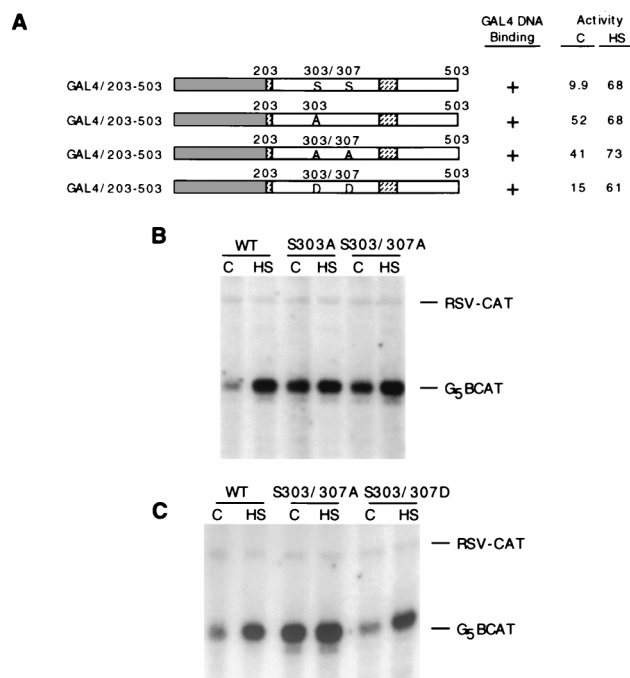 A
GAL4 DNA Binding Activity
C HS
203 303/307 503
GAL4/203-503 S S + 9.9 68
203 303 503
GAL4/203-503 A + 52 68
203 303/307 503
GAL4/203-503 A A + 41 73
203 303/307 503
GAL4/203-503 D D + 15 61
B
WT S303A S303/307A
C HS C HS C HS
RSV-CAT
G5BCAT
C
WT S303/307A S303/307D
C HS C HS C HS
RSV-CAT
G5BCAT